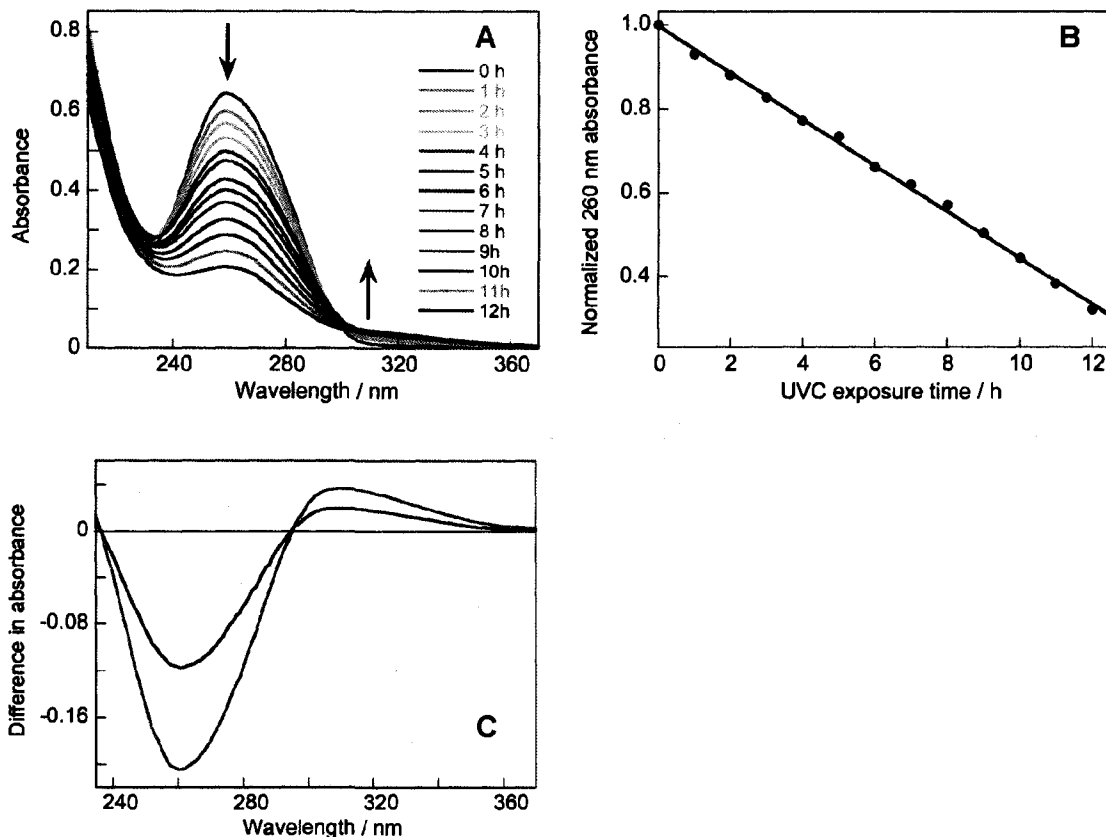 A
0.8
0.6
0.4
0.2
0
240
280
320
360
Absorbance
Wavelength / nm
0 h
1 h
2 h
3 h
4 h
5 h
6 h
7 h
8 h
9h
10h
11h
12h
B
1.0
0.8
0.6
0.4
0
2
4
6
8
10
12
Normalized 260 nm absorbance
UVC exposure time / h
C
0
-0.08
-0.16
240
280
320
360
Difference in absorbance
Wavelength / nm